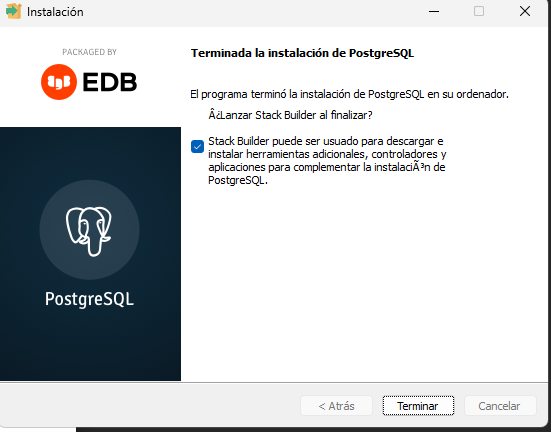 Instalación
PACKAGED BY
EDB
PostgreSQL
Terminada la instalación de PostgreSQL
El programa terminó la instalación de PostgreSQL en su ordenador.
Â¿Lanzar Stack Builder al finalizar?
Stack Builder puede ser usado para descargar e
instalar herramientas adicionales, controladores y
aplicaciones para complementar la instalaciÃ³n de
PostgreSQL.
< Atrás
Terminar
Cancelar